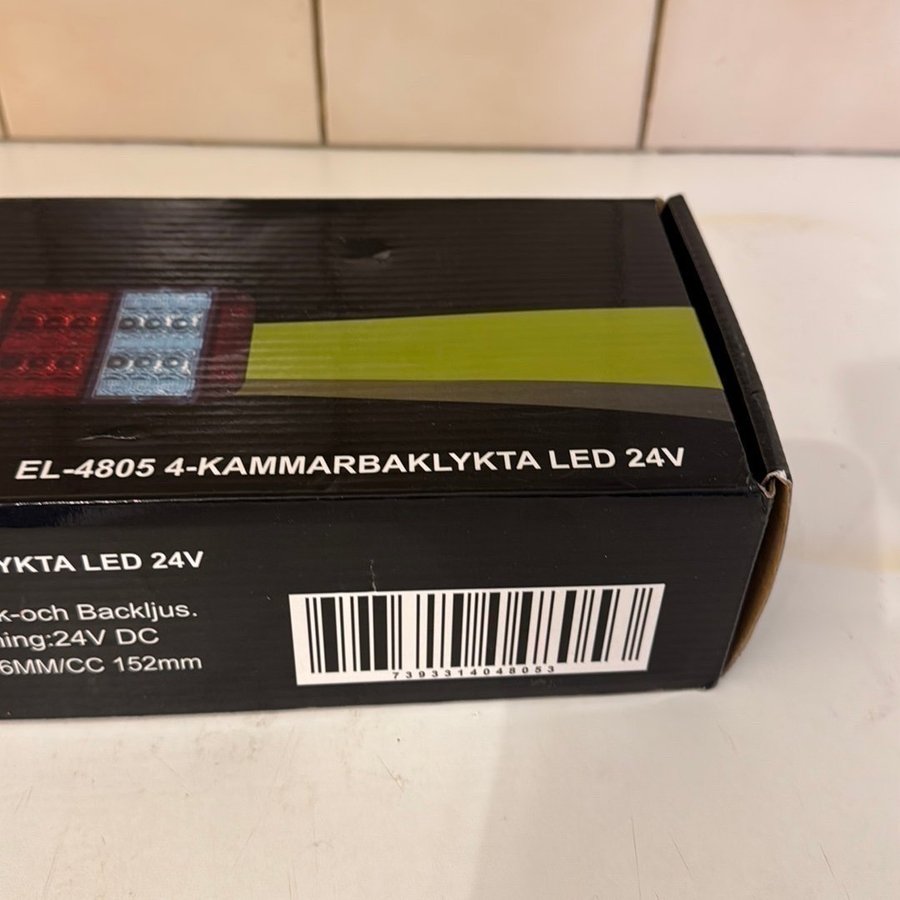 EL-4805 4-KAMMARBAKLYKTA LED 24V
YKTA LED 24V
k-och Backljus.
ning:24V DC
6MM/CC 152mm
7393314048053